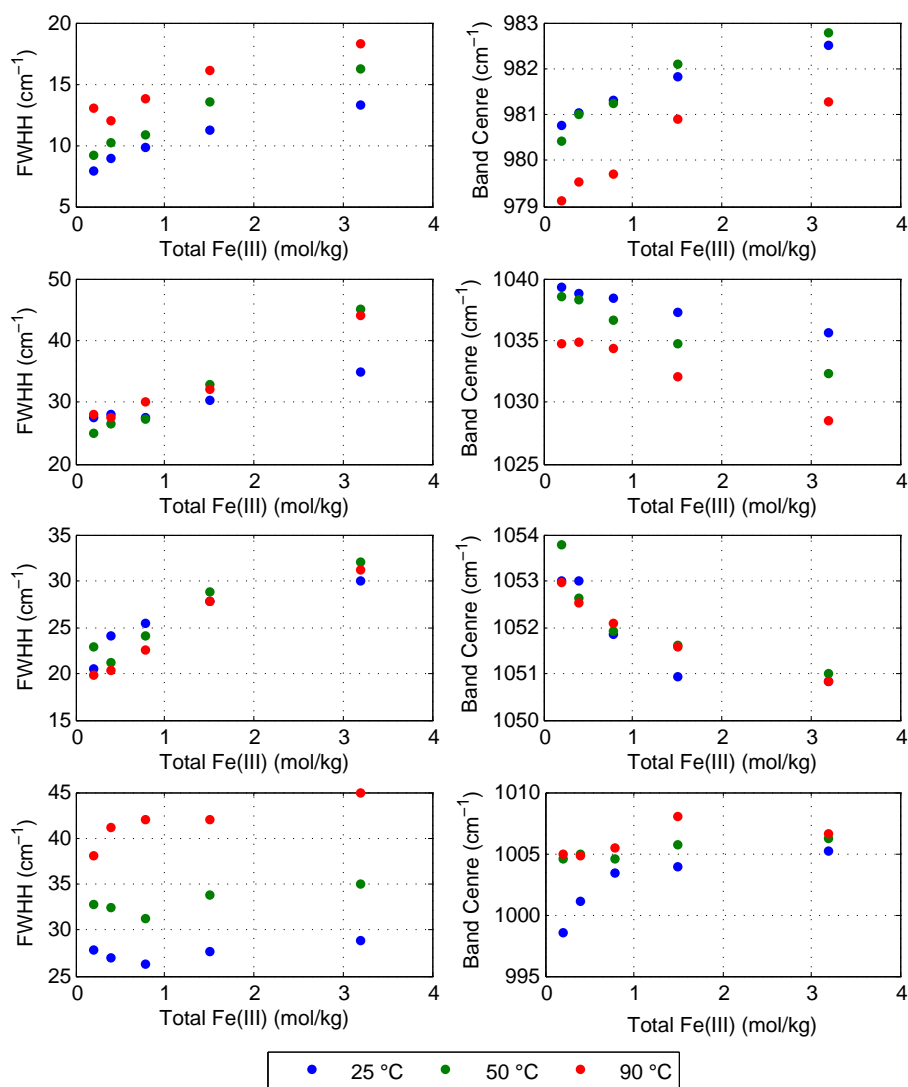 20
15
10
5
FWHH (cm⁻¹)
0 1 2 3 4
Total Fe(III) (mol/kg)
983
982
981
980
979
Band Cenre (cm⁻¹)
0 1 2 3 4
Total Fe(III) (mol/kg)
50
40
30
20
FWHH (cm⁻¹)
0 1 2 3 4
Total Fe(III) (mol/kg)
1040
1035
1030
1025
Band Cenre (cm⁻¹)
0 1 2 3 4
Total Fe(III) (mol/kg)
35
30
25
20
15
FWHH (cm⁻¹)
0 1 2 3 4
Total Fe(III) (mol/kg)
1054
1053
1052
1051
1050
Band Cenre (cm⁻¹)
0 1 2 3 4
Total Fe(III) (mol/kg)
45
40
35
30
25
FWHH (cm⁻¹)
0 1 2 3 4
Total Fe(III) (mol/kg)
1010
1005
1000
995
Band Cenre (cm⁻¹)
0 1 2 3 4
Total Fe(III) (mol/kg)
25 °C 50 °C 90 °C